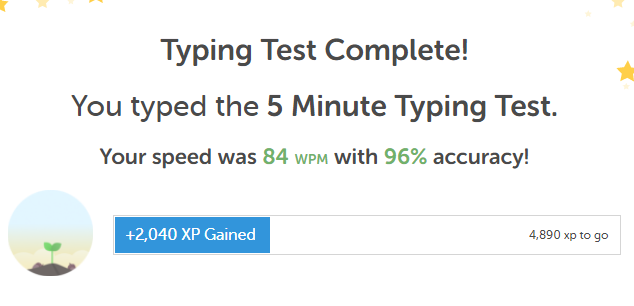 Typing Test Complete!
You typed the 5 Minute Typing Test.
Your speed was 84 WPM with 96% accuracy!
+2,040 XP Gained
4,890 xp to go